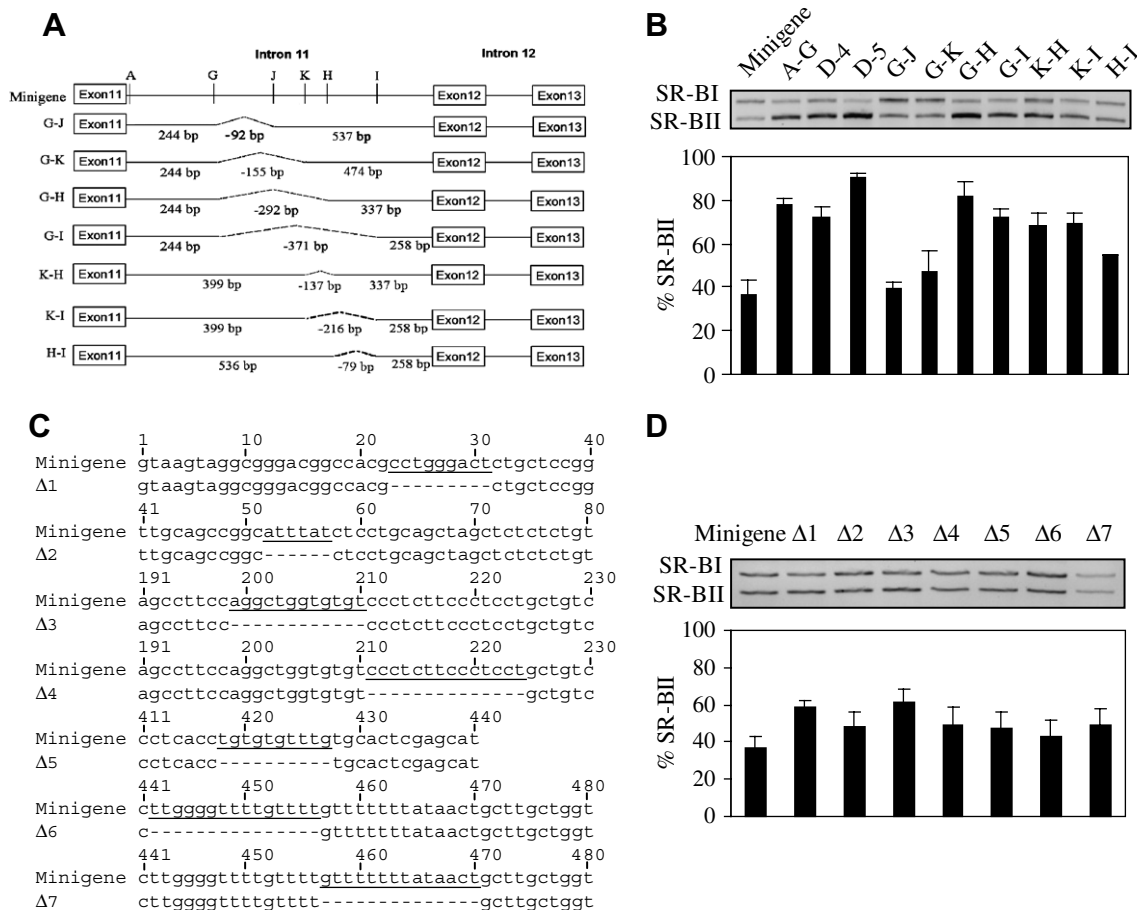 A
Intron 11
Intron 12
A G J K H I
Minigene Exon11 Exon12 Exon13
G-J Exon11 244 bp -92 bp 537 bp Exon12 Exon13
G-K Exon11 244 bp -155 bp 474 bp Exon12 Exon13
G-H Exon11 244 bp -292 bp 337 bp Exon12 Exon13
G-I Exon11 244 bp -371 bp 258 bp Exon12 Exon13
K-H Exon11 399 bp -137 bp 337 bp Exon12 Exon13
K-I Exon11 399 bp -216 bp 258 bp Exon12 Exon13
H-I Exon11 536 bp -79 bp 258 bp Exon12 Exon13
B
Minigene A-G D-4 D-5 G-J G-K G-H G-I K-H K-I H-I
SR-BI
SR-BII
% SR-BII
100
80
60
40
20
0
C
1 10 20 30 40
Minigene gtaagtaggcgggacggccacgcctgggactctgctccgg
Δ1 gtaagtaggcgggacggccacg---------ctgctccgg
41 50 60 70 80
Minigene ttgcagccggcatttatctcctgcagctagctctctctgt
Δ2 ttgcagccggc------ctcctgcagctagctctctctgt
191 200 210 220 230
Minigene agccttccaggctggtgtgtccctcttccctcctgctgtc
Δ3 agccttcc------------ccctcttccctcctgctgtc
191 200 210 220 230
Minigene agccttccaggctggtgtgtccctcttccctcctgctgtc
Δ4 agccttccaggctggtgtgt--------------gctgtc
411 420 430 440
Minigene cctcacctgtgtgtttgtgcactcgagcat
Δ5 cctcacc----------tgcactcgagcat
441 450 460 470 480
Minigene cttggggttttgttttgttttttttataactgcttgctggt
Δ6 c---------------gttttttttataactgcttgctggt
441 450 460 470 480
Minigene cttggggttttgttttgttttttttataactgcttgctggt
Δ7 cttggggttttgtttt--------------gcttgctggt
D
Minigene Δ1 Δ2 Δ3 Δ4 Δ5 Δ6 Δ7
SR-BI
SR-BII
% SR-BII
100
80
60
40
20
0